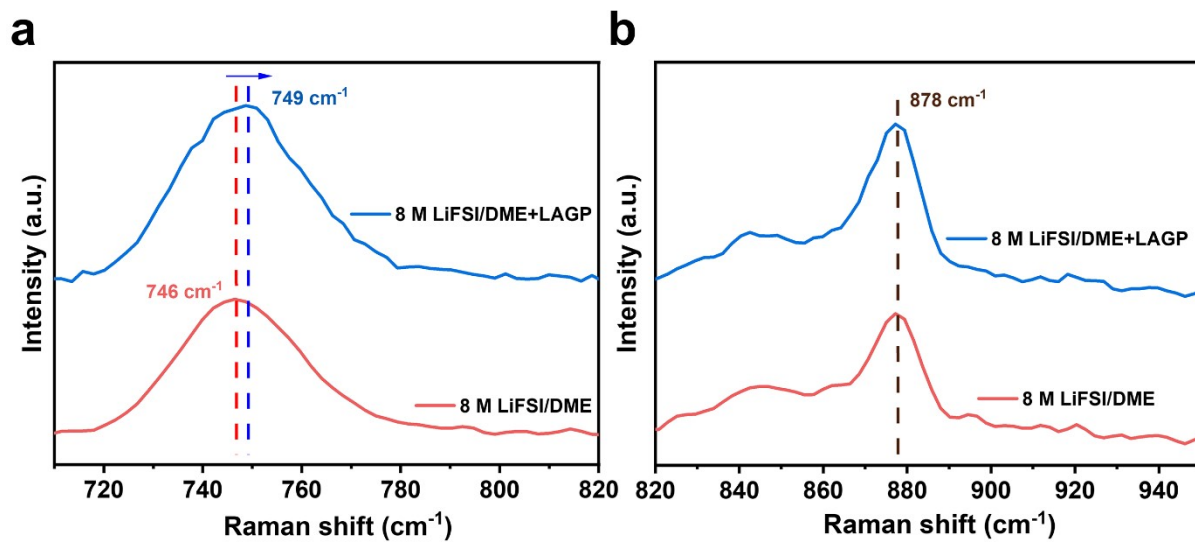 a
Intensity (a.u.)
749 cm⁻¹
8 M LiFSI/DME+LAGP
746 cm⁻¹
8 M LiFSI/DME
720 740 760 780 800 820
Raman shift (cm⁻¹)
b
Intensity (a.u.)
878 cm⁻¹
8 M LiFSI/DME+LAGP
8 M LiFSI/DME
820 840 860 880 900 920 940
Raman shift (cm⁻¹)